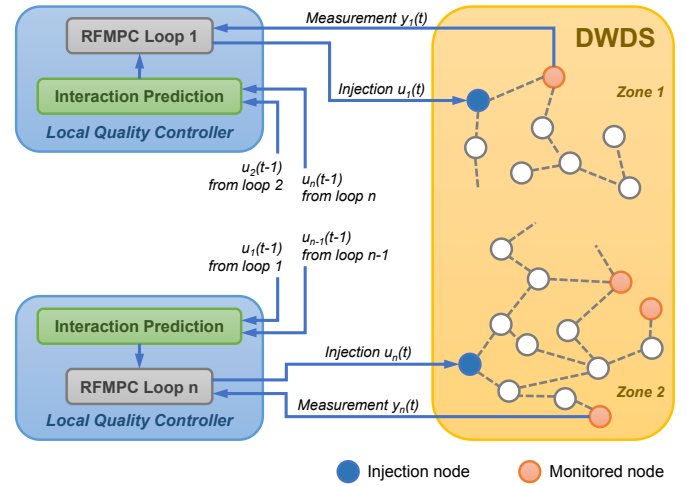 Measurement y1(t)
RFMPC Loop 1
DWDS
Injection u1(t)
Interaction Prediction
Zone 1
Local Quality Controller
u2(t-1)
from loop 2
un(t-1)
from loop n
u1(t-1)
from loop 1
un-1(t-1)
from loop n-1
Interaction Prediction
Injection un(t)
RFMPC Loop n
Zone 2
Measurement yn(t)
Local Quality Controller
Injection node
Monitored node